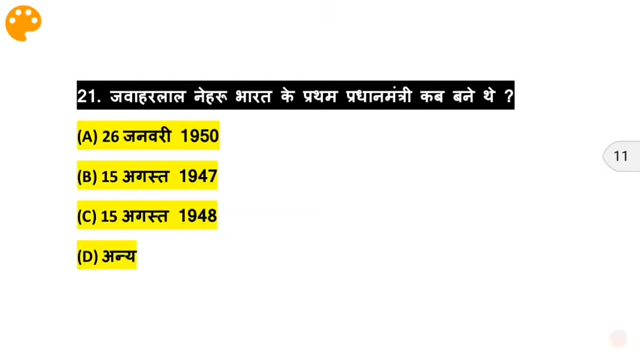 21. जवाहरलाल नेहरू भारत के प्रथम प्रधानमंत्री कब बने थे ?
(A) 26 जनवरी 1950
(B) 15 अगस्त 1947
11
(C) 15 अगस्त 1948
(D) अन्य